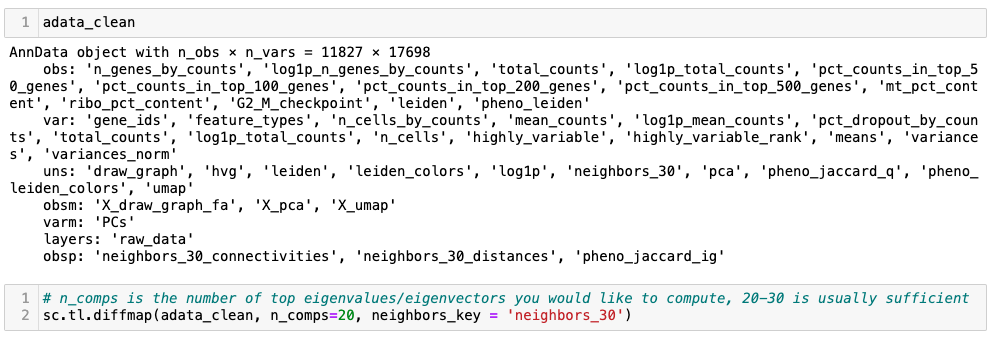 1 adata_clean
AnnData object with n_obs × n_vars = 11827 × 17698
obs: 'n_genes_by_counts', 'log1p_n_genes_by_counts', 'total_counts', 'log1p_total_counts', 'pct_counts_in_top_5
0_genes', 'pct_counts_in_top_100_genes', 'pct_counts_in_top_200_genes', 'pct_counts_in_top_500_genes', 'mt_pct_cont
ent', 'ribo_pct_content', 'G2_M_checkpoint', 'leiden', 'pheno_leiden'
var: 'gene_ids', 'feature_types', 'n_cells_by_counts', 'mean_counts', 'log1p_mean_counts', 'pct_dropout_by_coun
ts', 'total_counts', 'log1p_total_counts', 'n_cells', 'highly_variable', 'highly_variable_rank', 'means', 'variance
s', 'variances_norm'
uns: 'draw_graph', 'hvg', 'leiden', 'leiden_colors', 'log1p', 'neighbors_30', 'pca', 'pheno_jaccard_q', 'pheno_
leiden_colors', 'umap'
obsm: 'X_draw_graph_fa', 'X_pca', 'X_umap'
varm: 'PCs'
layers: 'raw_data'
obsp: 'neighbors_30_connectivities', 'neighbors_30_distances', 'pheno_jaccard_ig'
1 # n_comps is the number of top eigenvalues/eigenvectors you would like to compute, 20-30 is usually sufficient
2 sc.tl.diffmap(adata_clean, n_comps=20, neighbors_key = 'neighbors_30')